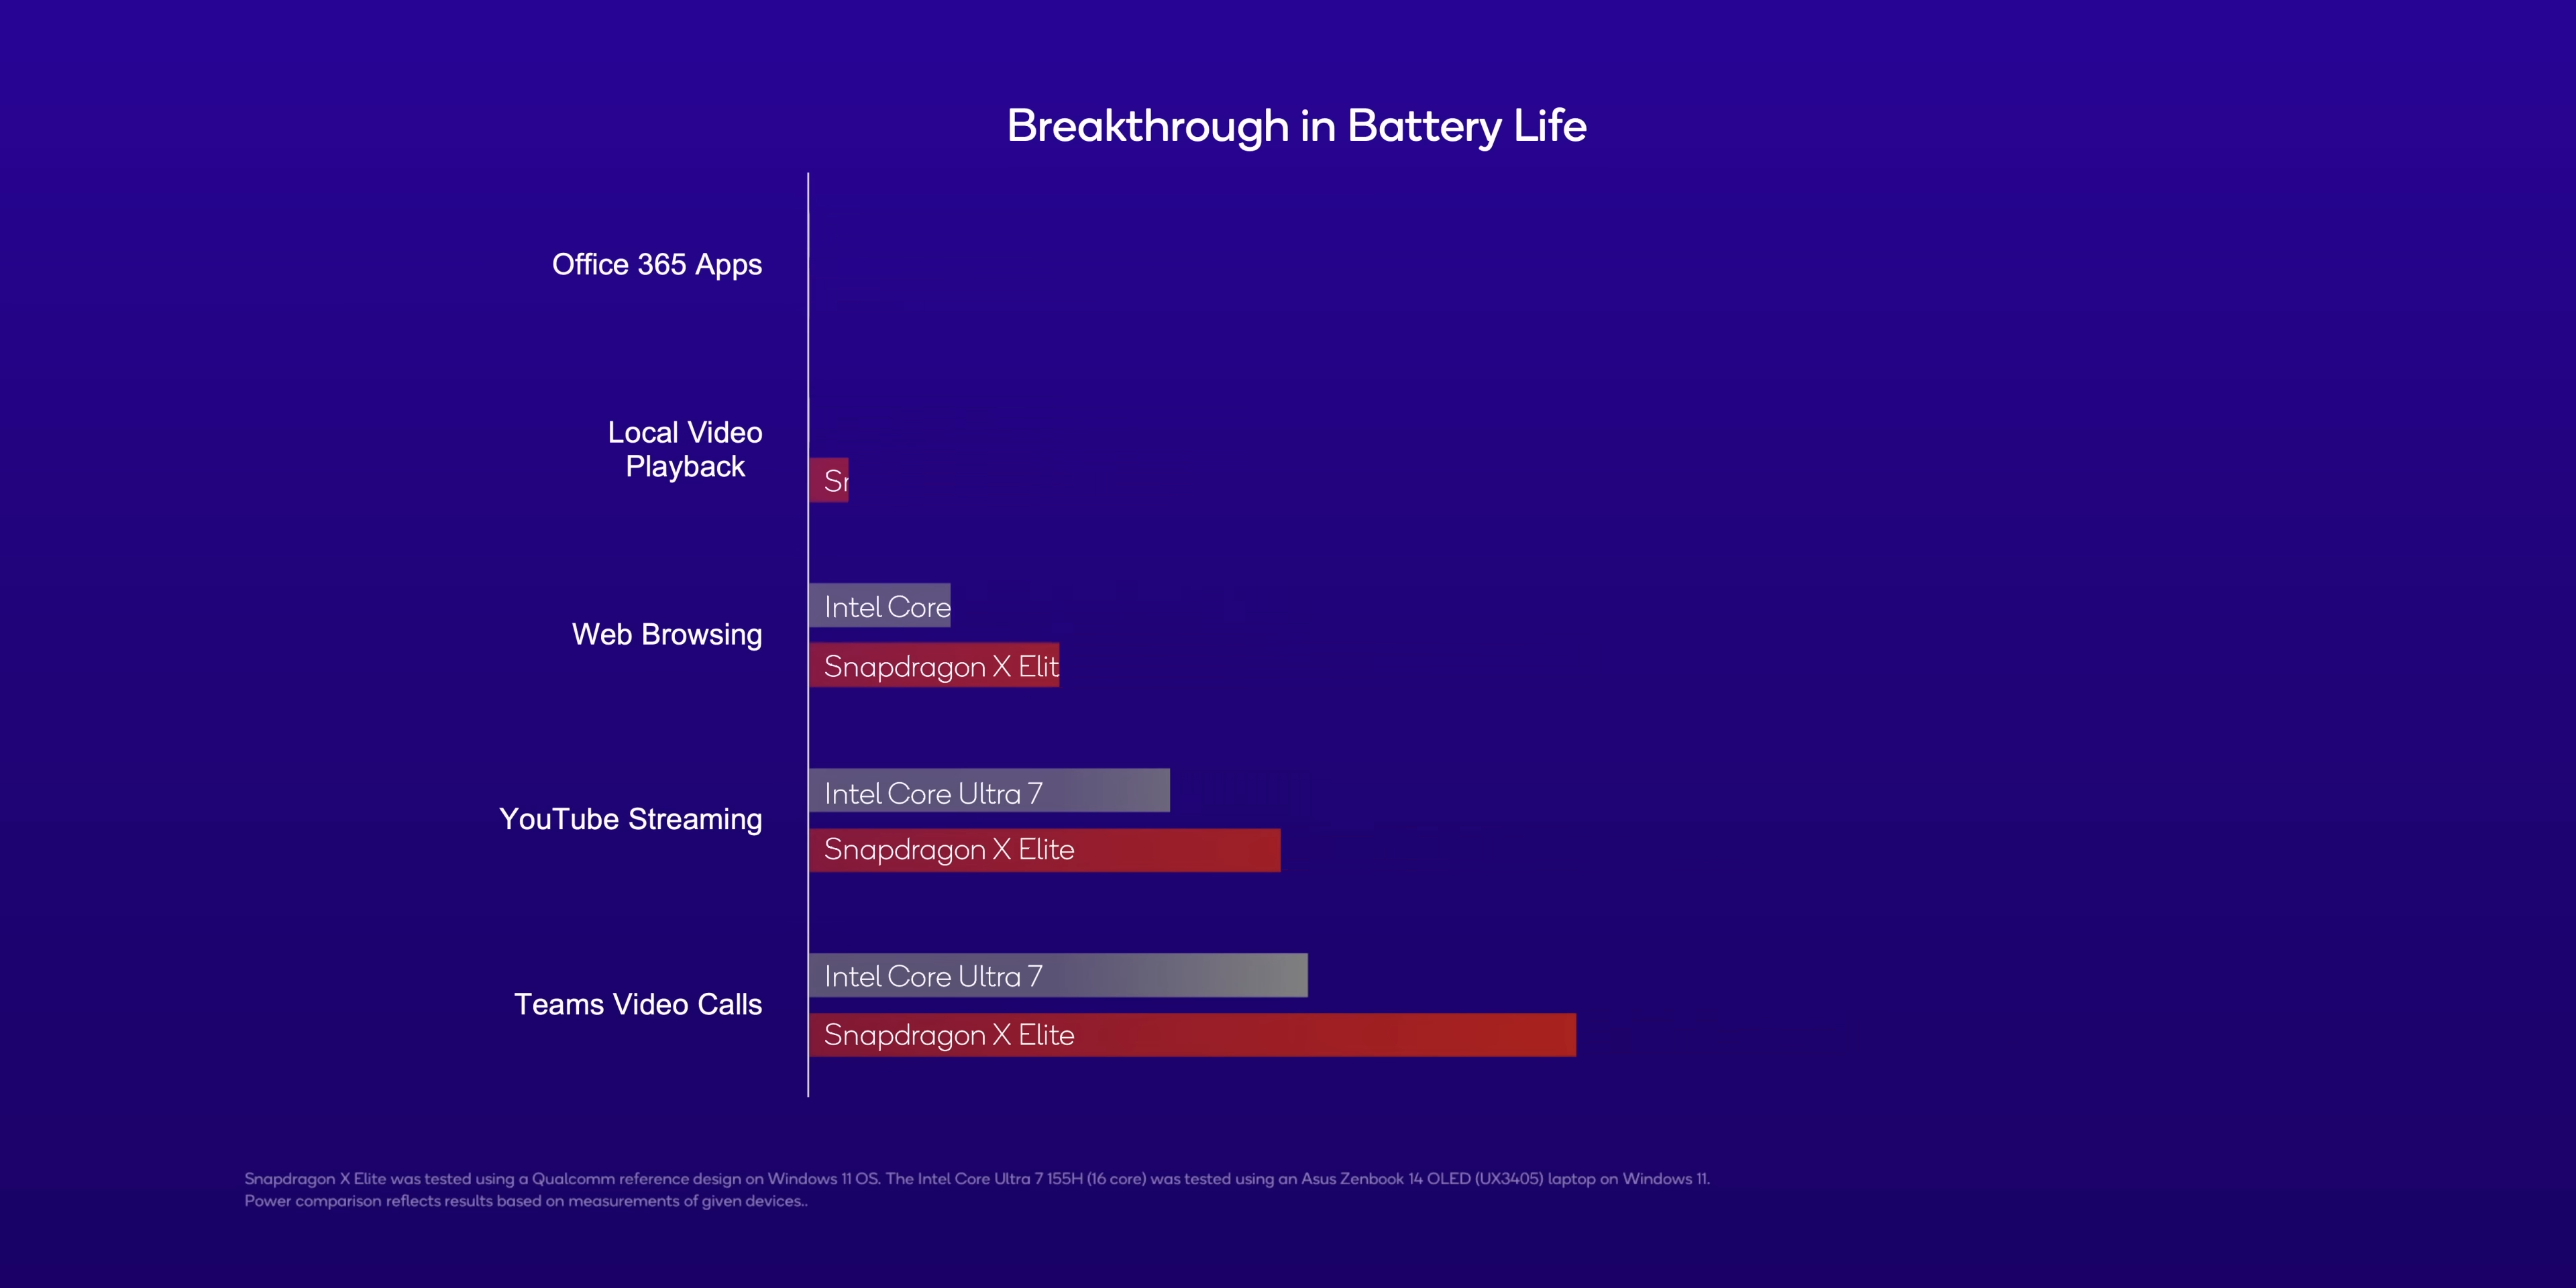 Breakthrough in Battery Life
Office 365 Apps
Local Video
Playback
Sr
Web Browsing
Intel Core
Snapdragon X Elit
YouTube Streaming
Intel Core Ultra 7
Snapdragon X Elite
Teams Video Calls
Intel Core Ultra 7
Snapdragon X Elite
Snapdragon X Elite was tested using a Qualcomm reference design on Windows 11 OS. The Intel Core Ultra 7 155H (16 core) was tested using an Asus Zenbook 14 OLED (UX3405) laptop on Windows 11.
Power comparison reflects results based on measurements of given devices..